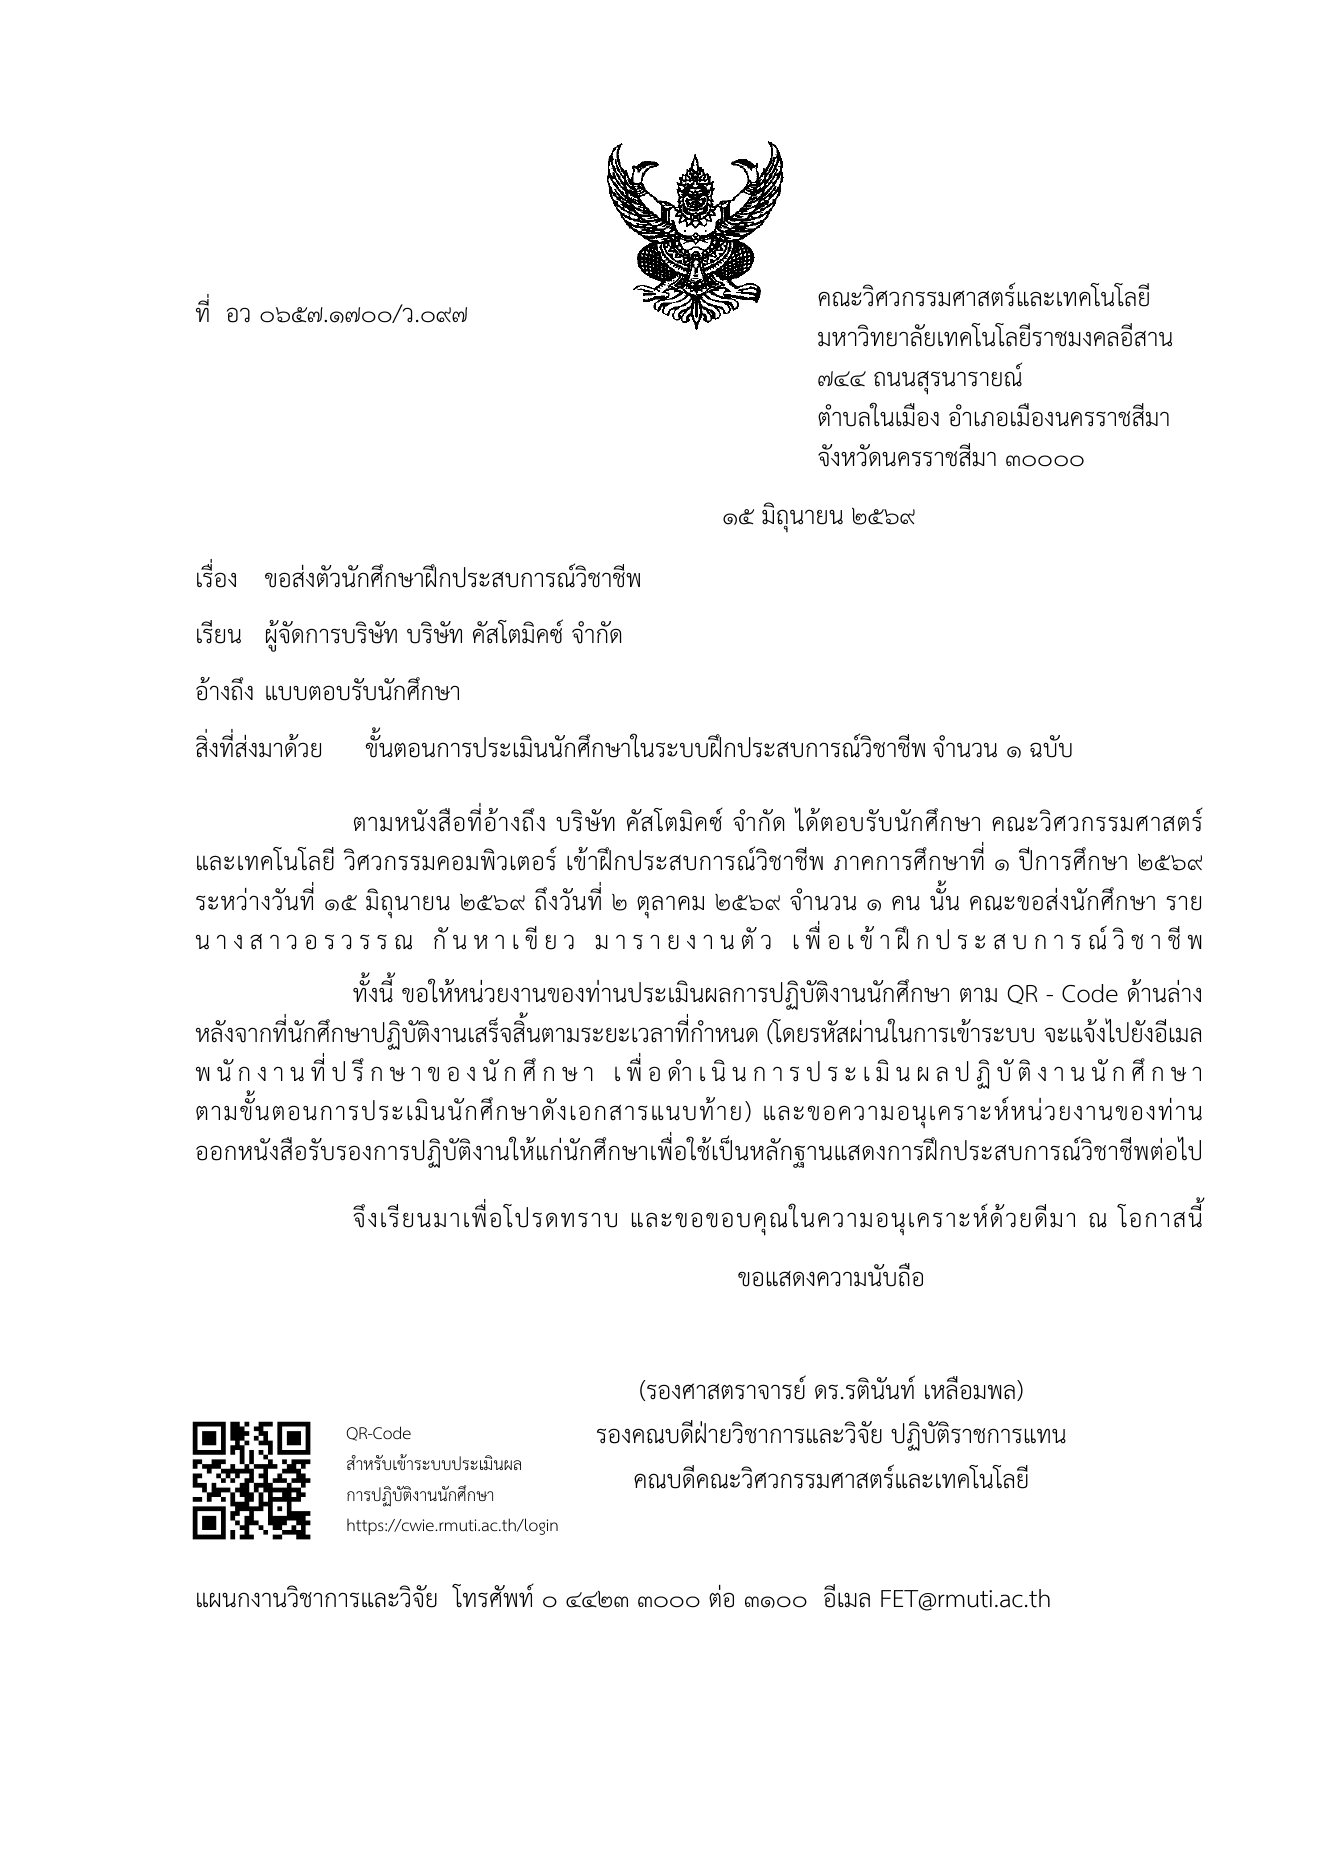 ที่ อว ๐๖๕๗.๑๗๐๐/ว.๐๙๗
คณะวิศวกรรมศาสตร์และเทคโนโลยี
มหาวิทยาลัยเทคโนโลยีราชมงคลอีสาน
๗๔๔ ถนนสุรนารายณ์
ตำบลในเมือง อำเภอเมืองนครราชสีมา
จังหวัดนครราชสีมา ๓๐๐๐๐
๑๕ มิถุนายน ๒๕๖๙
เรื่อง ขอส่งตัวนักศึกษาฝึกประสบการณ์วิชาชีพ
เรียน ผู้จัดการบริษัท บริษัท คัสโตมิคซ์ จำกัด
อ้างถึง แบบตอบรับนักศึกษา
สิ่งที่ส่งมาด้วย ขั้นตอนการประเมินนักศึกษาในระบบฝึกประสบการณ์วิชาชีพ จำนวน ๑ ฉบับ
ตามหนังสือที่อ้างถึง บริษัท คัสโตมิคซ์ จำกัด ได้ตอบรับนักศึกษา คณะวิศวกรรมศาสตร์
และเทคโนโลยี วิศวกรรมคอมพิวเตอร์ เข้าฝึกประสบการณ์วิชาชีพ ภาคการศึกษาที่ ๑ ปีการศึกษา ๒๕๖๙
ระหว่างวันที่ ๑๕ มิถุนายน ๒๕๖๙ ถึงวันที่ ๒ ตุลาคม ๒๕๖๙ จำนวน ๑ คน นั้น คณะขอส่งนักศึกษา ราย
นางสาวอรวรรณ กันหาเขียว มารายงานตัว เพื่อเข้าฝึกประสบการณ์วิชาชีพ
ทั้งนี้ ขอให้หน่วยงานของท่านประเมินผลการปฏิบัติงานนักศึกษา ตาม QR - Code ด้านล่าง
หลังจากที่นักศึกษาปฏิบัติงานเสร็จสิ้นตามระยะเวลาที่กำหนด (โดยรหัสผ่านในการเข้าระบบ จะแจ้งไปยังอีเมล
พนักงานที่ปรึกษาของนักศึกษา เพื่อดำเนินการประเมินผลปฏิบัติงานนักศึกษา
ตามขั้นตอนการประเมินนักศึกษาดังเอกสารแนบท้าย) และขอความอนุเคราะห์หน่วยงานของท่าน
ออกหนังสือรับรองการปฏิบัติงานให้แก่นักศึกษาเพื่อใช้เป็นหลักฐานแสดงการฝึกประสบการณ์วิชาชีพต่อไป
จึงเรียนมาเพื่อโปรดทราบ และขอขอบคุณในความอนุเคราะห์ด้วยดีมา ณ โอกาสนี้
ขอแสดงความนับถือ
(รองศาสตราจารย์ ดร.รตินันท์ เหลือมพล)
รองคณบดีฝ่ายวิชาการและวิจัย ปฏิบัติราชการแทน
คณบดีคณะวิศวกรรมศาสตร์และเทคโนโลยี
QR-Code
สำหรับเข้าระบบประเมินผล
การปฏิบัติงานนักศึกษา
https://cwie.rmuti.ac.th/login
แผนกงานวิชาการและวิจัย โทรศัพท์ ๐ ๔๔๒๓ ๓๐๐๐ ต่อ ๓๑๐๐ อีเมล FET@rmuti.ac.th